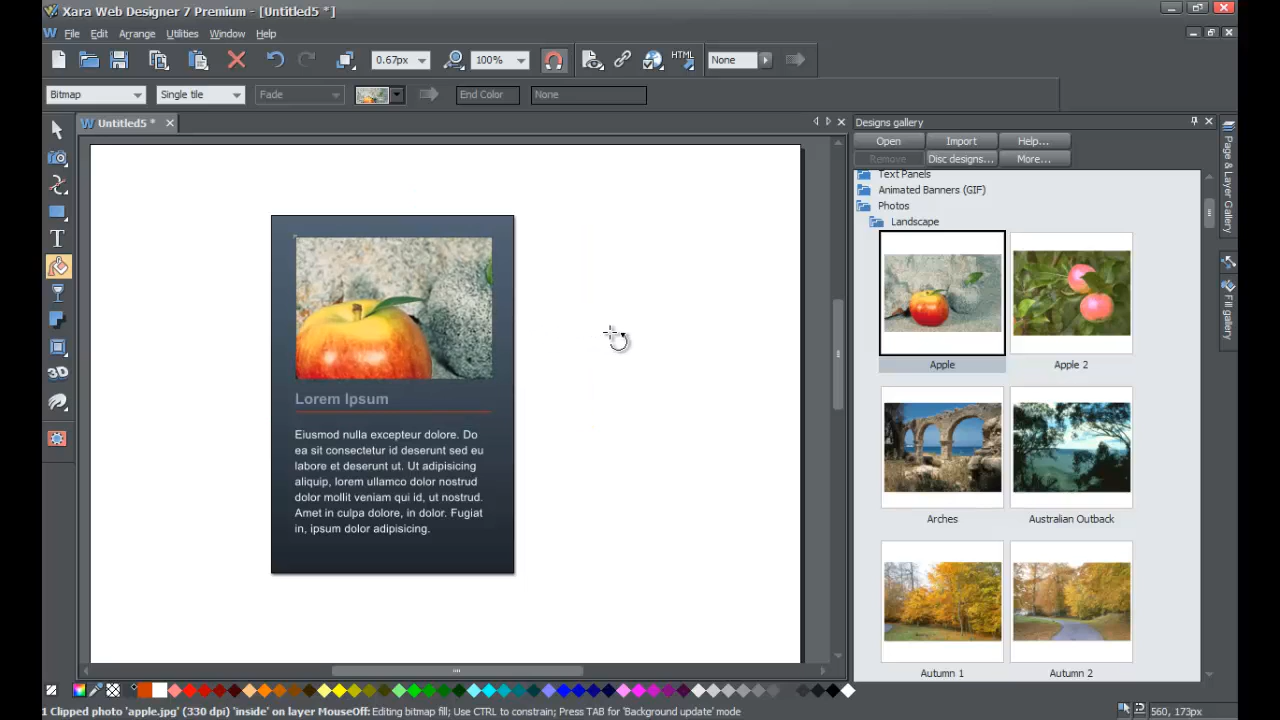 Xara Web Designer 7 Premium - [Untitled5 *]
W File Edit Arrange Utilities Window Help
0.67px 100% HTML None
Bitmap Single tile Fade End Color None
W Untitled5 *
Designs gallery
Open Import Help...
Remove Disc designs... More...
Text Panels
Animated Banners (GIF)
Photos
Landscape
Apple Apple 2
Arches Australian Outback
Autumn 1 Autumn 2
Page & Layer Gallery
Fill gallery
T
3D
Lorem Ipsum
Eiusmod nulla excepteur dolore. Do
ea sit consectetur id deserunt sed eu
labore et deserunt ut. Ut adipisicing
aliquip, lorem ullamco dolor nostrud
dolor mollit veniam qui id, ut nostrud.
Amet in culpa dolore, in dolor. Fugiat
in, ipsum dolor adipisicing.
1 Clipped photo 'apple.jpg' (330 dpi) 'inside' on layer MouseOff: Editing bitmap fill; Use CTRL to constrain; Press TAB for 'Background update' mode
560, 173px